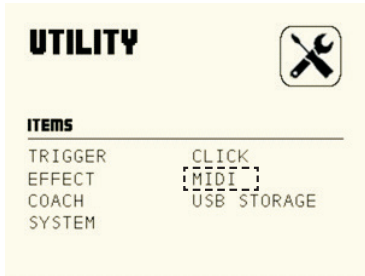 UTILITY
ITEMS
TRIGGER CLICK
EFFECT MIDI
COACH USB STORAGE
SYSTEM